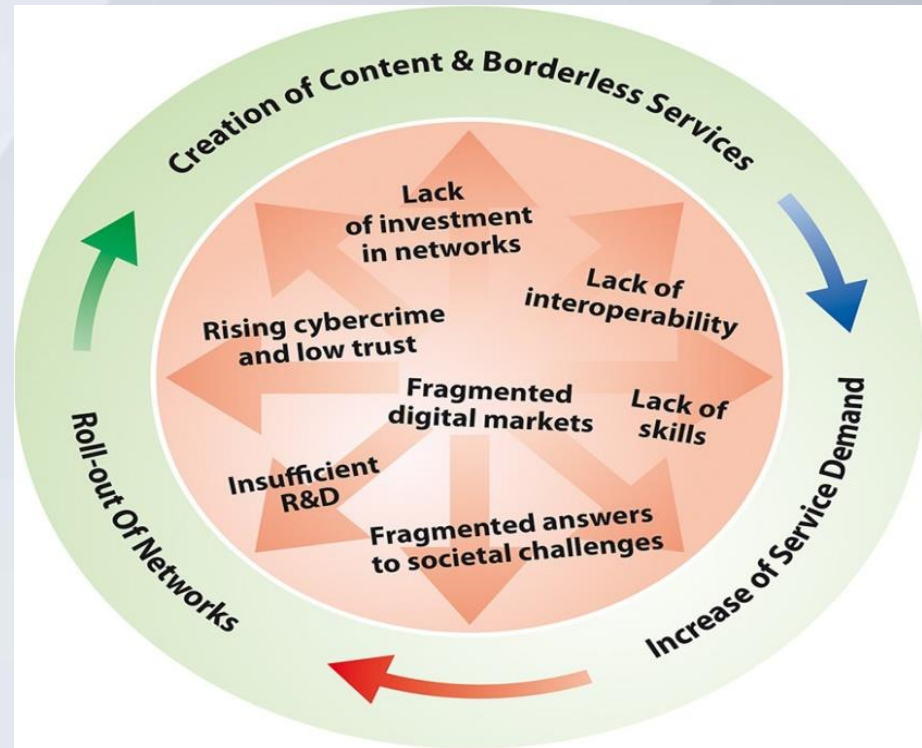 Creation of Content & Borderless Services
Lack
of investment
in networks
Lack of
interoperability
Rising cybercrime
and low trust
Fragmented
digital markets
Lack of
skills
Insufficient
R&D
Fragmented answers
to societal challenges
Increase of Service Demand
Roll-out Of Networks